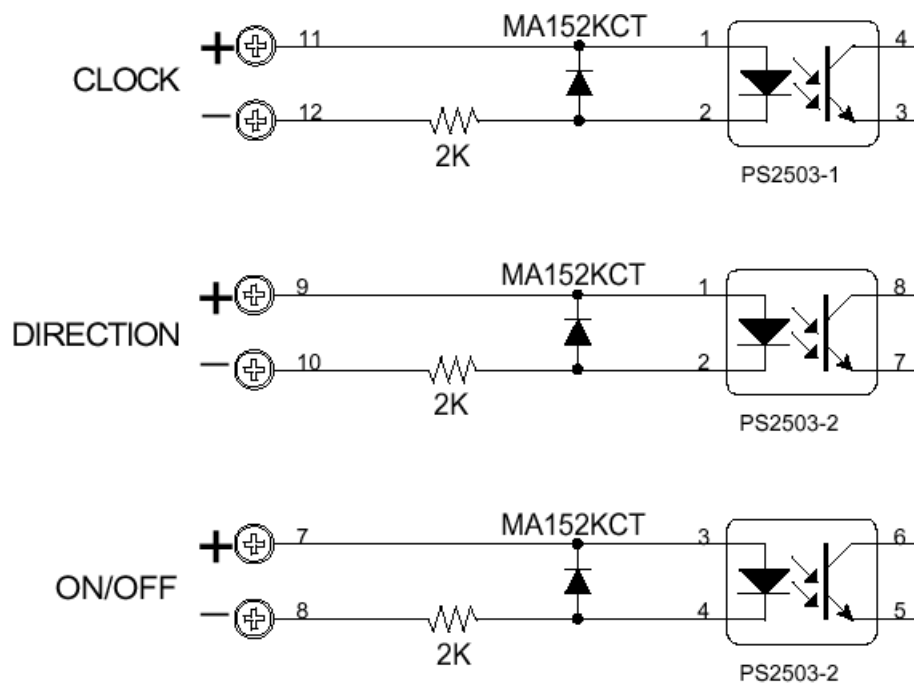 MA152KCT
+ 11 1 4
CLOCK
− 12 2 3
2K
PS2503-1
MA152KCT
+ 9 1 8
DIRECTION
− 10 2 7
2K
PS2503-2
MA152KCT
+ 7 3 6
ON/OFF
− 8 4 5
2K
PS2503-2